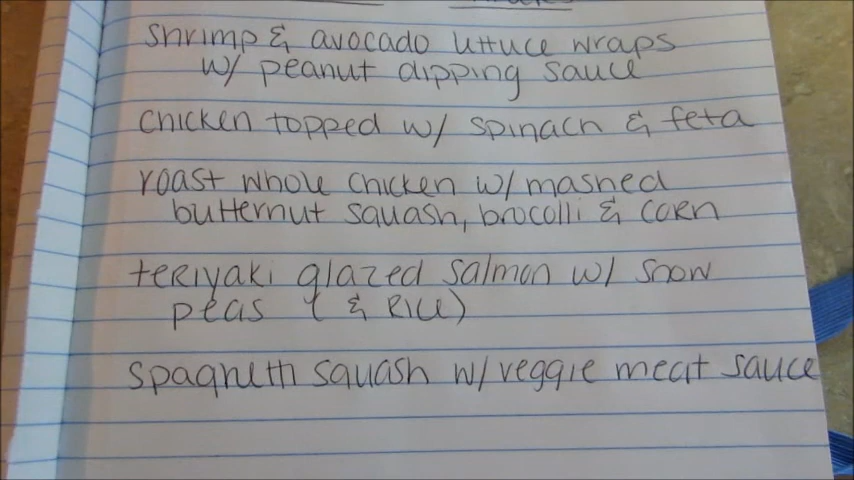 shrimp & avocado lettuce wraps
w/ peanut dipping sauce
chicken topped w/ spinach & feta
roast whole chicken w/ mashed
butternut squash, brocolli & corn
teriyaki glazed salmon w/ snow
peas ( & Rice)
spaghetti squash w/ veggie meat sauce